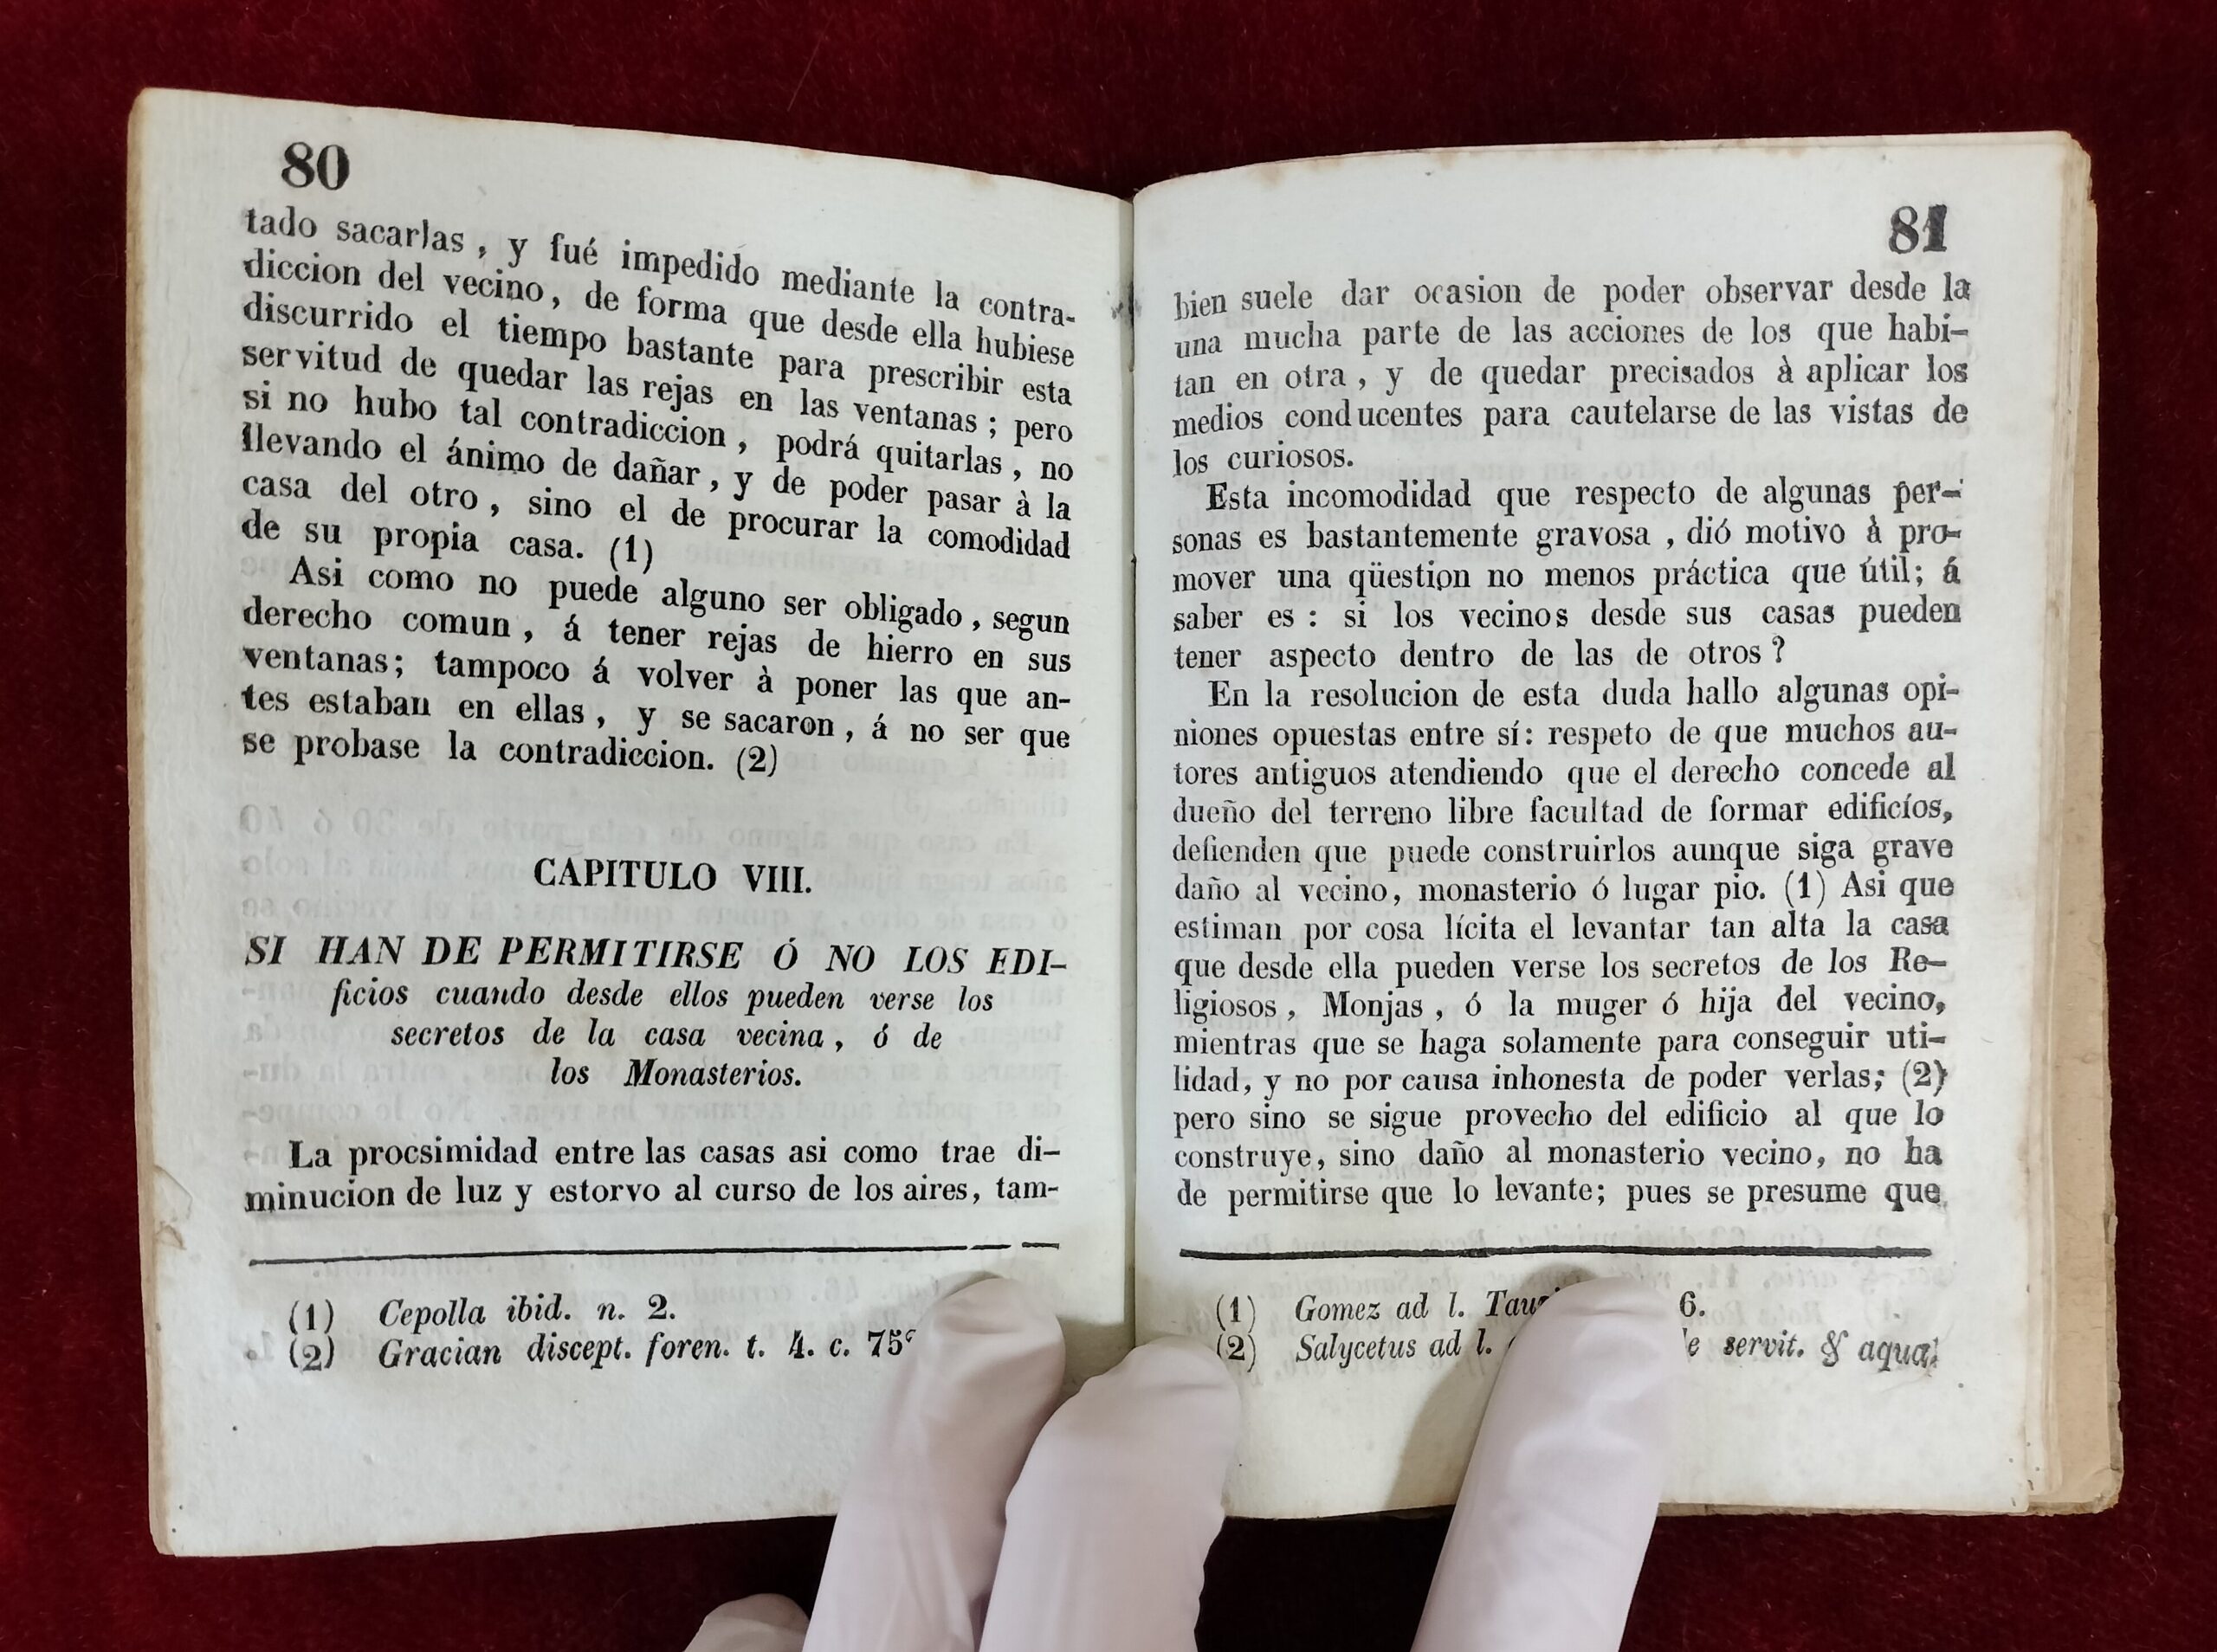 80
tado sacarlas, y fué impedido mediante la contra-
diccion del vecino, de forma que desde ella hubiese
discurrido el tiempo bastante para prescribir esta
servitud de quedar las rejas en las ventanas; pero
si no hubo tal contradiccion, podrá quitarlas, no
llevando el ánimo de dañar, y de poder pasar à la
casa del otro, sino el de procurar la comodidad
de su propia casa. (1)
Asi como no puede alguno ser obligado, segun
derecho comun, á tener rejas de hierro en sus
ventanas; tampoco á volver à poner las que an-
tes estaban en ellas, y se sacaron, á no ser que
se probase la contradiccion. (2)
CAPITULO VIII.
SI HAN DE PERMITIRSE Ó NO LOS EDI-
ficios cuando desde ellos pueden verse los
secretos de la casa vecina, ó de
los Monasterios.
La procsimidad entre las casas asi como trae di-
minucion de luz y estorvo al curso de los aires, tam-
(1) Cepolla ibid. n. 2.
(2) Gracian discept. foren. t. 4. c. 75
81
bien suele dar ocasion de poder observar desde la
una mucha parte de las acciones de los que habi-
tan en otra, y de quedar precisados à aplicar los
medios conducentes para cautelarse de las vistas de
los curiosos.
Esta incomodidad que respecto de algunas per-
sonas es bastantemente gravosa, dió motivo à pro-
mover una qüestion no menos práctica que útil; á
saber es: si los vecinos desde sus casas pueden
tener aspecto dentro de las de otros?
En la resolucion de esta duda hallo algunas opi-
niones opuestas entre sí: respeto de que muchos au-
tores antiguos atendiendo que el derecho concede al
dueño del terreno libre facultad de formar edificíos,
defienden que puede construirlos aunque siga grave
daño al vecino, monasterio ó lugar pio. (1) Asi que
estiman por cosa lícita el levantar tan alta la casa
que desde ella pueden verse los secretos de los Re-
ligiosos, Monjas, ó la muger ó hija del vecino,
mientras que se haga solamente para conseguir uti-
lidad, y no por causa inhonesta de poder verlas; (2)
pero sino se sigue provecho del edificio al que lo
construye, sino daño al monasterio vecino, no ha
de permitirse que lo levante; pues se presume que
(1) Gomez ad l. 6.
(2) Salycetus ad l. servit. & aqua